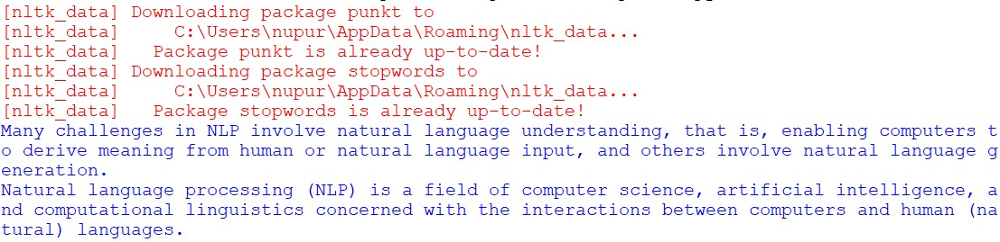 [nltk_data] Downloading package punkt to
[nltk_data]     C:\Users\nupur\AppData\Roaming\nltk_data...
[nltk_data]   Package punkt is already up-to-date!
[nltk_data] Downloading package stopwords to
[nltk_data]     C:\Users\nupur\AppData\Roaming\nltk_data...
[nltk_data]   Package stopwords is already up-to-date!
Many challenges in NLP involve natural language understanding, that is, enabling computers t
o derive meaning from human or natural language input, and others involve natural language g
eneration.
Natural language processing (NLP) is a field of computer science, artificial intelligence, a
nd computational linguistics concerned with the interactions between computers and human (na
tural) languages.